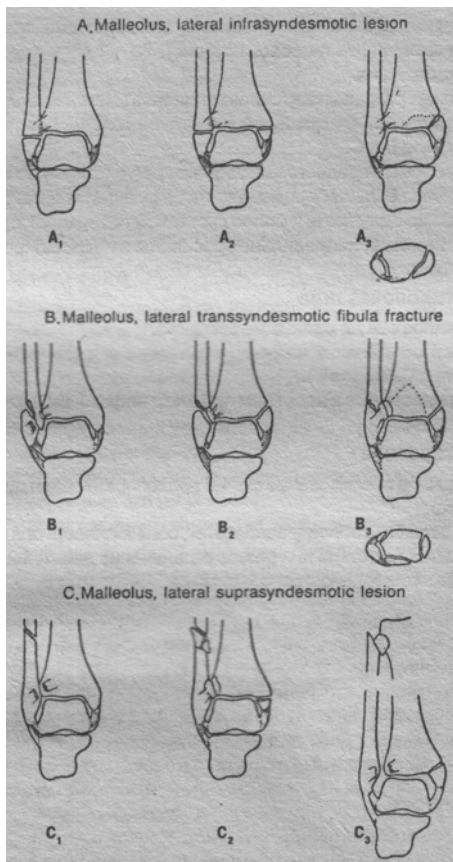 A. Malleolus, lateral infrasyndesmotic lesion
A1 A2 A3
B. Malleolus, lateral transsyndesmotic fibula fracture
B1 B2 B3
C. Malleolus, lateral suprasyndesmotic lesion
C1 C2 C3